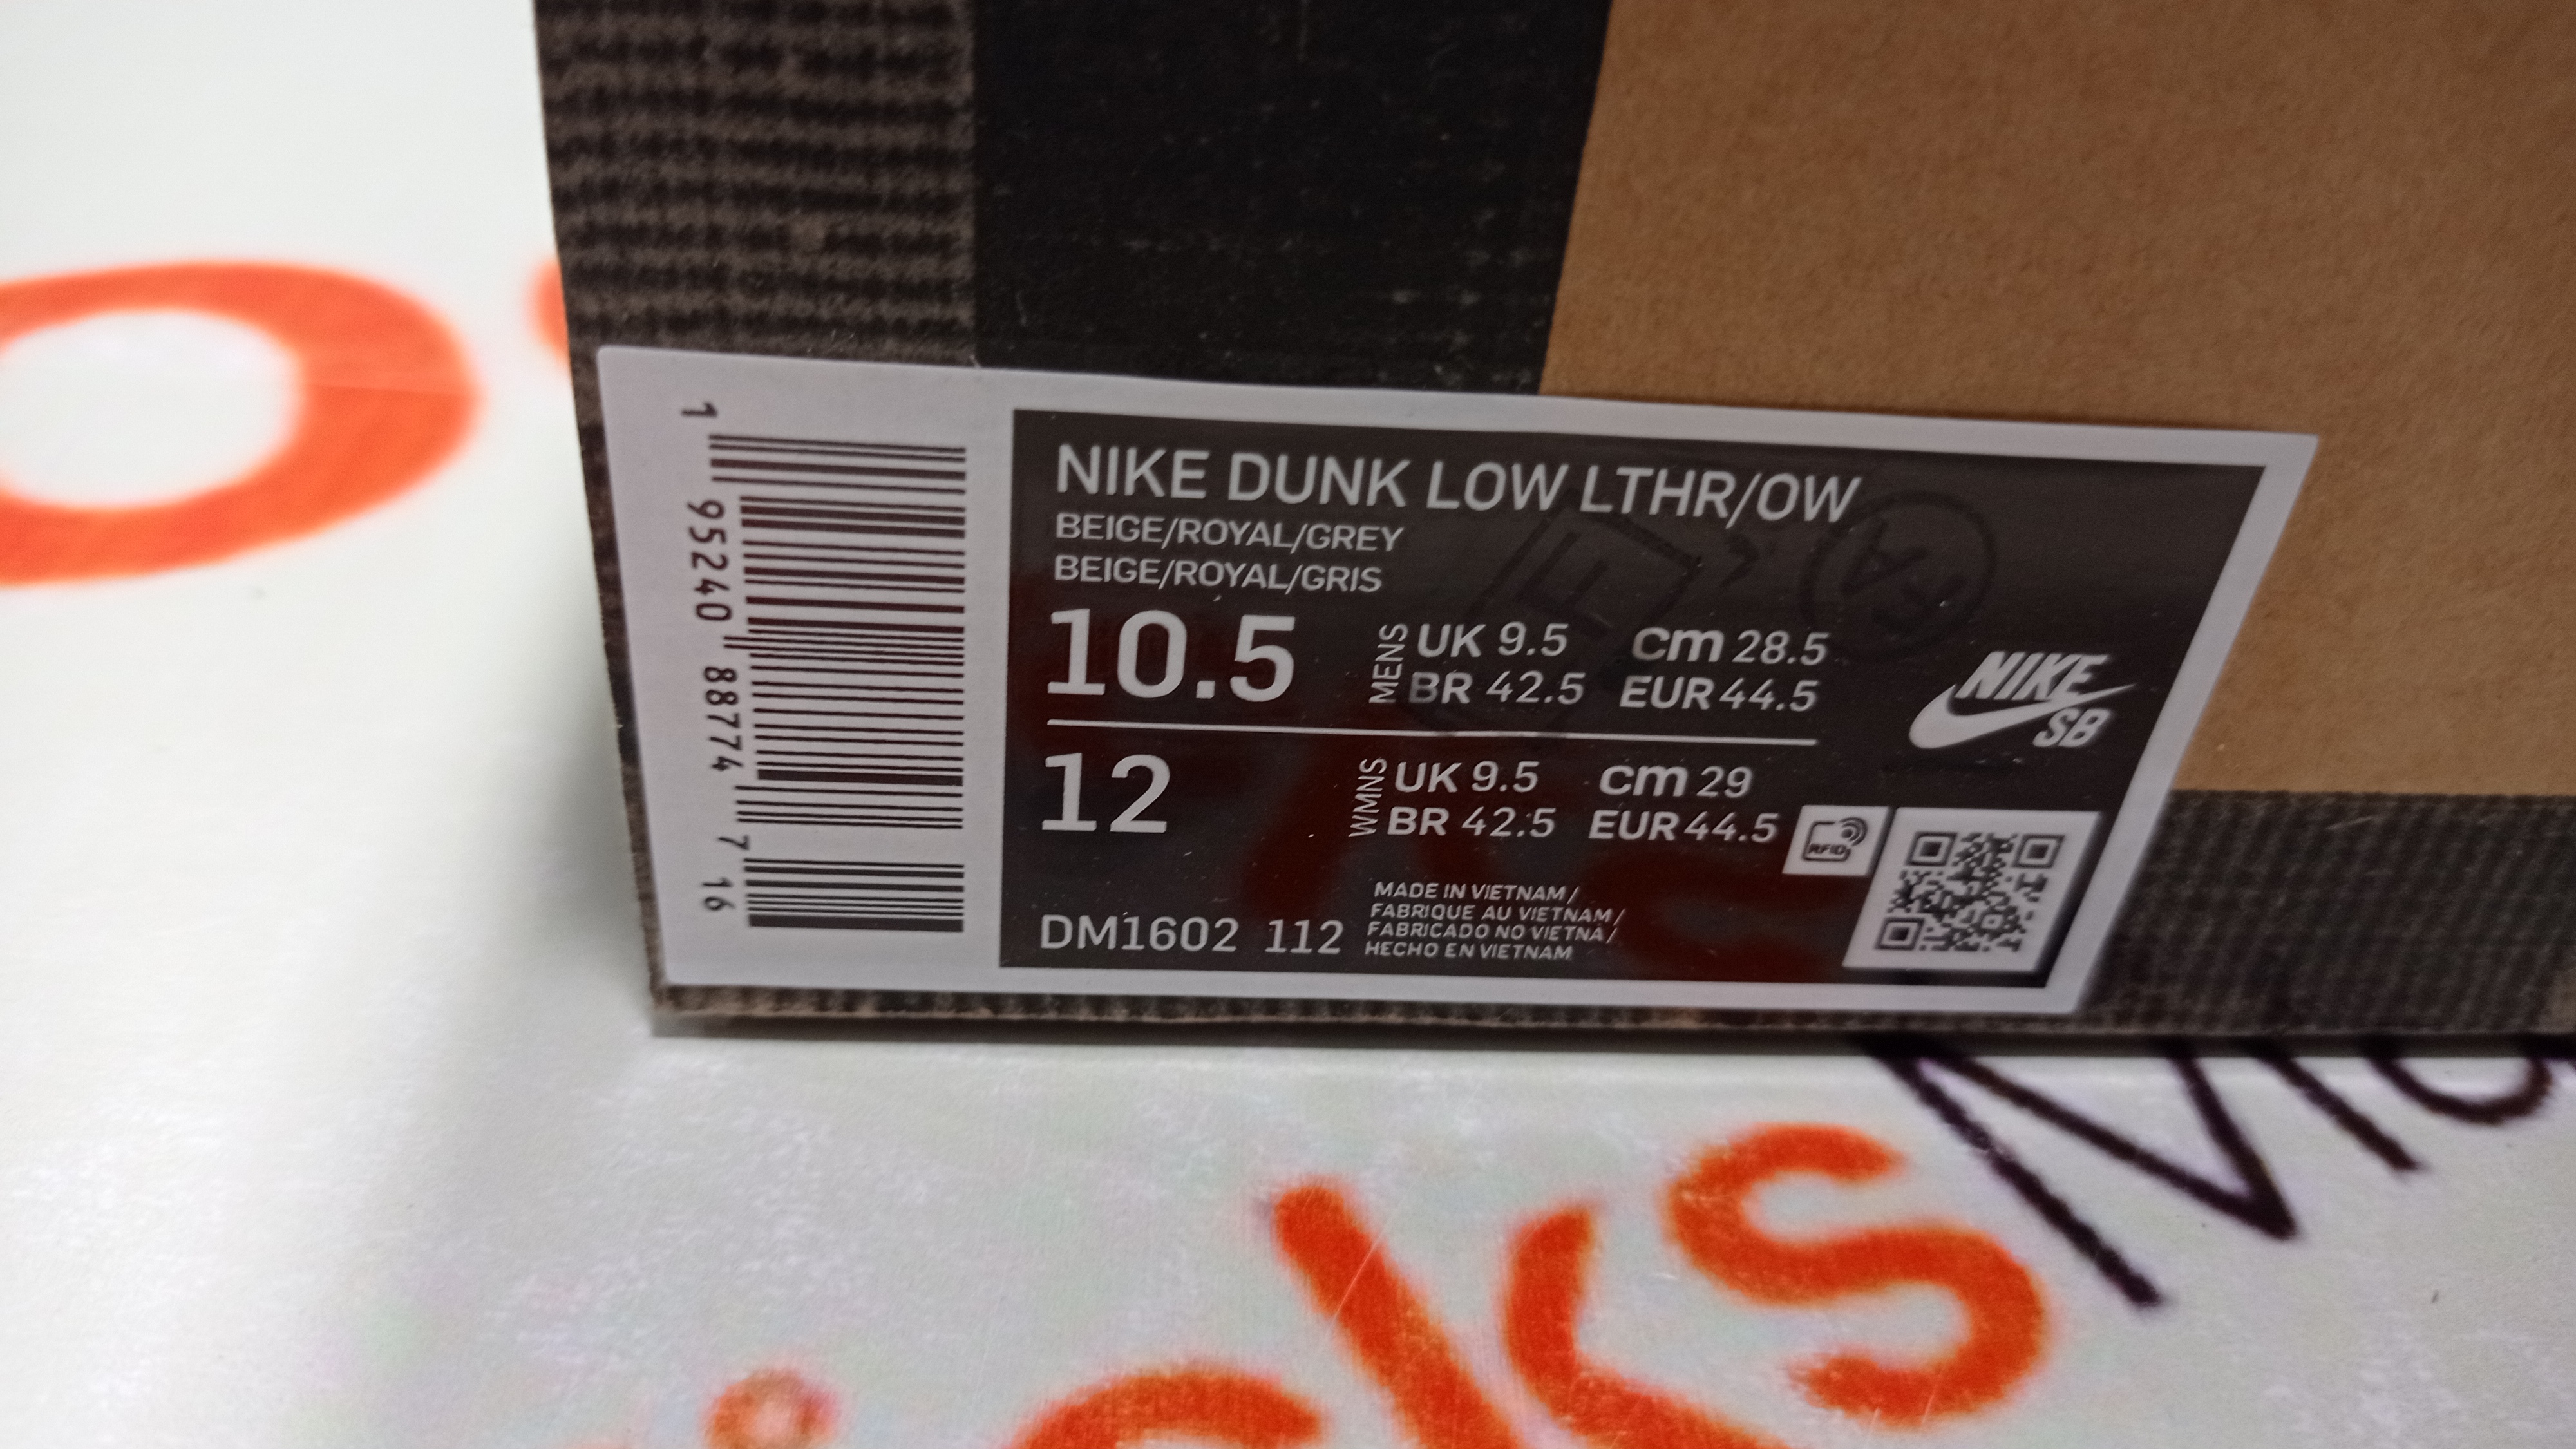 1 95240 88774 7 16
NIKE DUNK LOW LTHR/OW
BEIGE/ROYAL/GREY
BEIGE/ROYAL/GRIS
10.5
MENS
UK 9.5 cm 28.5
BR 42.5 EUR 44.5
12
WMNS
UK 9.5 cm 29
BR 42.5 EUR 44.5
NIKE
SB
RFID
DM1602 112
MADE IN VIETNAM /
FABRIQUE AU VIETNAM /
FABRICADO NO VIETNA /
HECHO EN VIETNAM